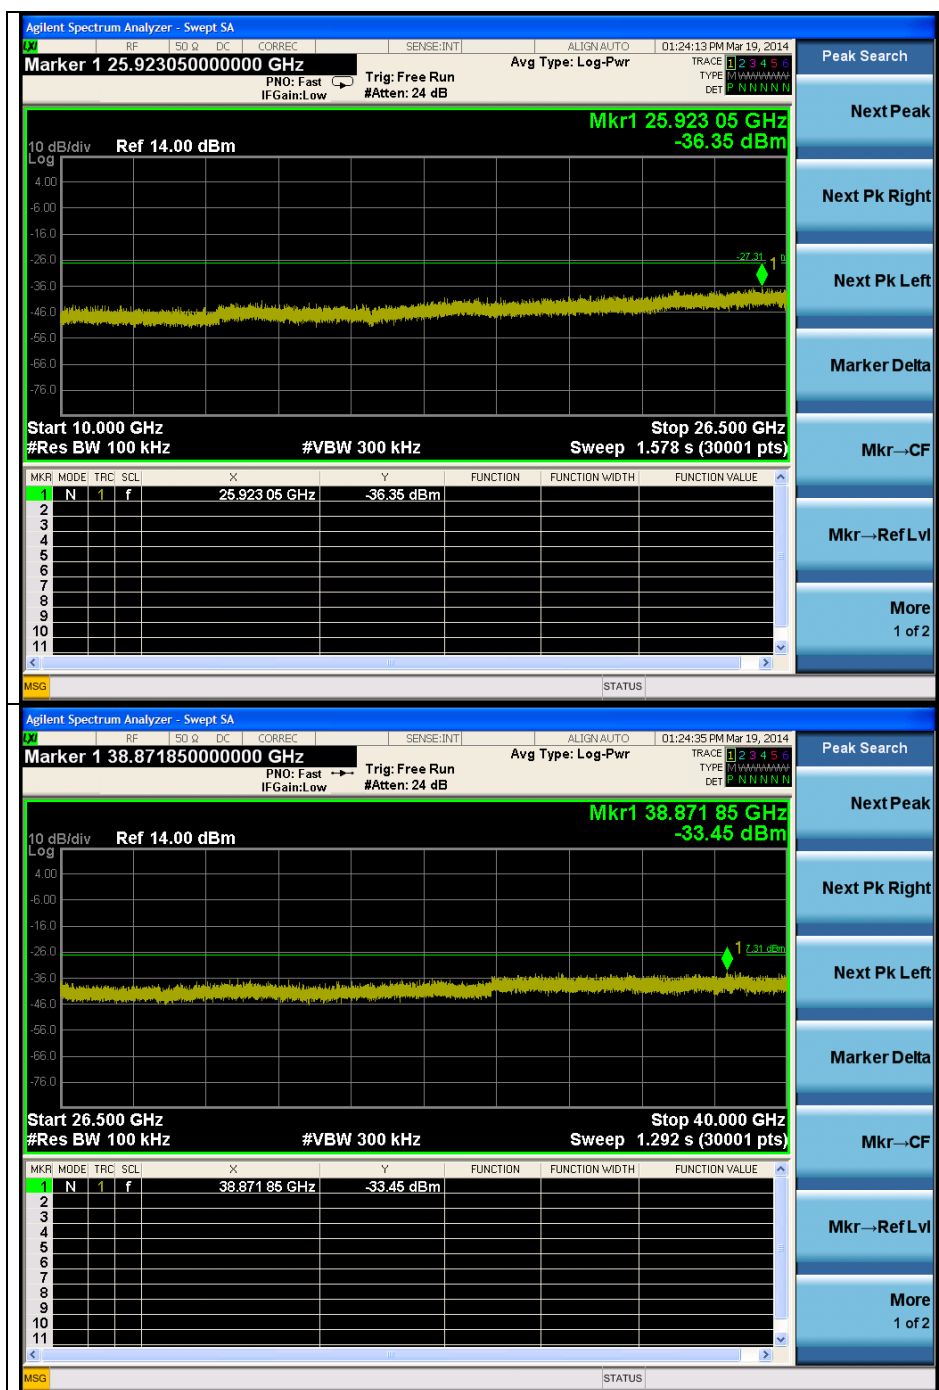 Agilent Spectrum Analyzer - Swept SA
LXI RF 50 Ω DC CORREC SENSE:INT ALIGN AUTO 01:24:13 PM Mar 19, 2014
Marker 1 25.923050000000 GHz
PNO: Fast
IFGain:Low
Trig: Free Run
#Atten: 24 dB
Avg Type: Log-Pwr
TRACE 1 2 3 4 5 6
TYPE M WWWWW
DET P N N N N N
Peak Search
Next Peak
Next Pk Right
Next Pk Left
Marker Delta
Mkr→CF
Mkr→Ref Lvl
More
1 of 2
Mkr1 25.923 05 GHz
-36.35 dBm
10 dB/div Ref 14.00 dBm
Log
4.00
-6.00
-16.0
-26.0
-27.31
1
-36.0
-46.0
-56.0
-66.0
-76.0
Start 10.000 GHz Stop 26.500 GHz
#Res BW 100 kHz #VBW 300 kHz Sweep 1.578 s (30001 pts)
MKR MODE TRC SCL X Y FUNCTION FUNCTION WIDTH FUNCTION VALUE
1 N 1 f 25.923 05 GHz -36.35 dBm
2
3
4
5
6
7
8
9
10
11
MSG STATUS
Agilent Spectrum Analyzer - Swept SA
LXI RF 50 Ω DC CORREC SENSE:INT ALIGN AUTO 01:24:35 PM Mar 19, 2014
Marker 1 38.871850000000 GHz
PNO: Fast
IFGain:Low
Trig: Free Run
#Atten: 24 dB
Avg Type: Log-Pwr
TRACE 1 2 3 4 5 6
TYPE M WWWWW
DET P N N N N N
Peak Search
Next Peak
Next Pk Right
Next Pk Left
Marker Delta
Mkr→CF
Mkr→Ref Lvl
More
1 of 2
Mkr1 38.871 85 GHz
-33.45 dBm
10 dB/div Ref 14.00 dBm
Log
4.00
-6.00
-16.0
-26.0
1 7.31 dBm
-36.0
-46.0
-56.0
-66.0
-76.0
Start 26.500 GHz Stop 40.000 GHz
#Res BW 100 kHz #VBW 300 kHz Sweep 1.292 s (30001 pts)
MKR MODE TRC SCL X Y FUNCTION FUNCTION WIDTH FUNCTION VALUE
1 N 1 f 38.871 85 GHz -33.45 dBm
2
3
4
5
6
7
8
9
10
11
MSG STATUS